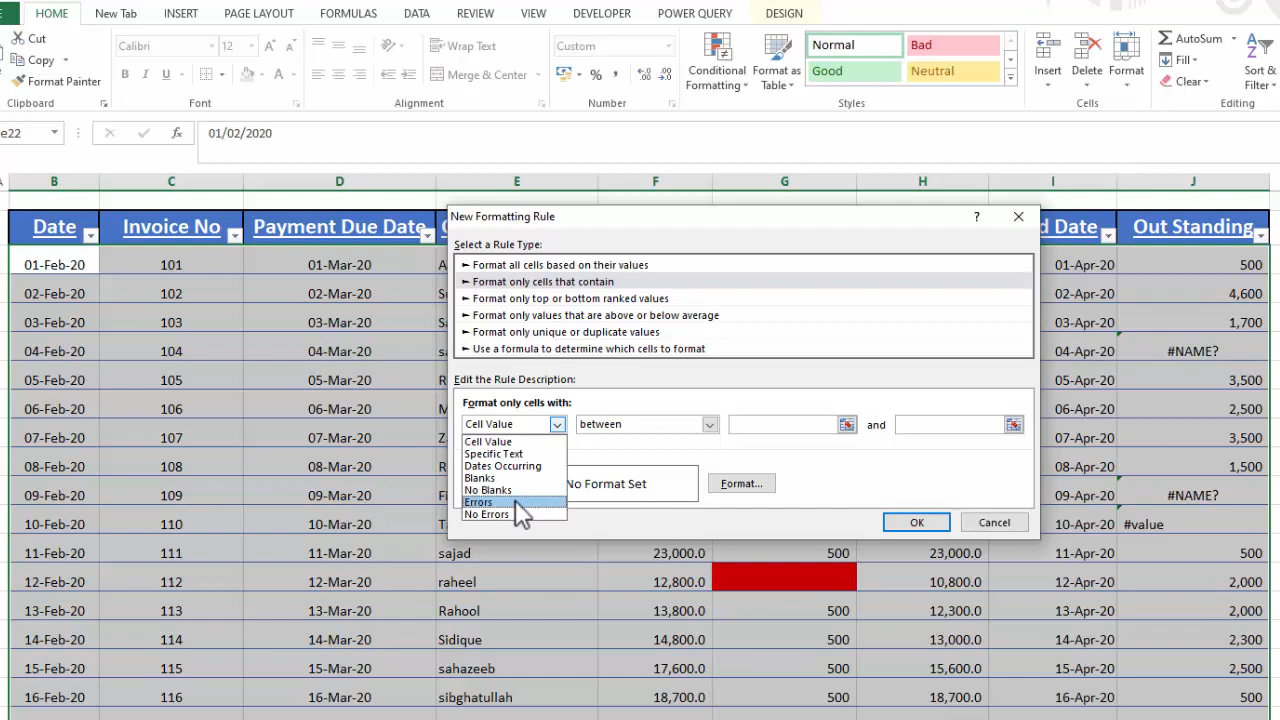 HOME New Tab INSERT PAGE LAYOUT FORMULAS DATA REVIEW VIEW DEVELOPER POWER QUERY DESIGN
Cut
Copy
Format Painter
Clipboard
Calibri 12
B I U
Font
Wrap Text
Merge & Center
Alignment
Custom
%
Number
Conditional Formatting
Format as Table
Normal Bad
Good Neutral
Styles
Insert Delete Format
Cells
AutoSum
Fill
Clear
Sort & Filter
Editing
e22 fx 01/02/2020
B C D E F G H I J
Date Invoice No Payment Due Date d Date Out Standing
01-Feb-20 101 01-Mar-20 01-Apr-20 500
02-Feb-20 102 02-Mar-20 02-Apr-20 4,600
03-Feb-20 103 03-Mar-20 03-Apr-20 1,700
04-Feb-20 104 04-Mar-20 04-Apr-20 #NAME?
05-Feb-20 105 05-Mar-20 05-Apr-20 3,500
06-Feb-20 106 06-Mar-20 06-Apr-20 2,500
07-Feb-20 107 07-Mar-20 07-Apr-20 3,500
08-Feb-20 108 08-Mar-20 08-Apr-20 1,500
09-Feb-20 109 09-Mar-20 09-Apr-20 #NAME?
10-Feb-20 110 10-Mar-20 10-Apr-20 #value
11-Feb-20 111 11-Mar-20 sajad 23,000.0 500 23,000.0 11-Apr-20 500
12-Feb-20 112 12-Mar-20 raheel 12,800.0 10,800.0 12-Apr-20 2,000
13-Feb-20 113 13-Mar-20 Rahool 13,800.0 500 12,300.0 13-Apr-20 2,000
14-Feb-20 114 14-Mar-20 Sidique 14,800.0 500 13,000.0 14-Apr-20 2,300
15-Feb-20 115 15-Mar-20 sahazeeb 17,600.0 500 15,600.0 15-Apr-20 2,500
16-Feb-20 116 16-Mar-20 sibghatullah 18,700.0 500 18,700.0 16-Apr-20 500
New Formatting Rule ?
Select a Rule Type:
► Format all cells based on their values
► Format only cells that contain
► Format only top or bottom ranked values
► Format only values that are above or below average
► Format only unique or duplicate values
► Use a formula to determine which cells to format
Edit the Rule Description:
Format only cells with:
Cell Value between and
Cell Value
Specific Text
Dates Occurring
Blanks
No Blanks
Errors
No Errors
No Format Set Format...
OK Cancel